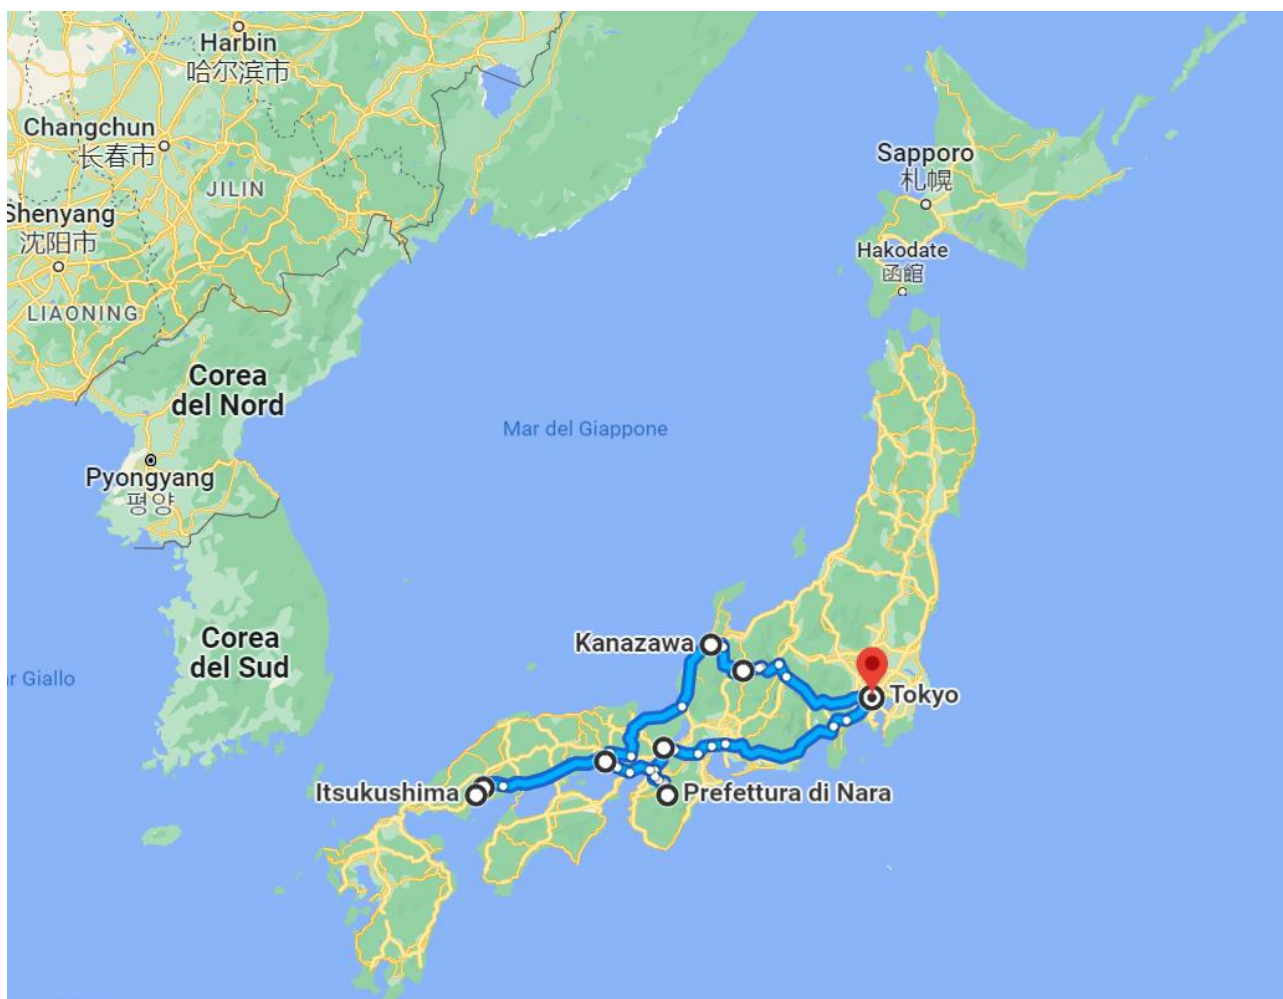 Harbin
哈尔滨市
Changchun
长春市
JILIN
Shenyang
沈阳市
LIAONING
Sapporo
札幌
Hakodate
函館
Corea
del Nord
Mar del Giappone
Pyongyang
평양
Corea
del Sud
ar Giallo
Kanazawa
Tokyo
Itsukushima
Prefettura di Nara